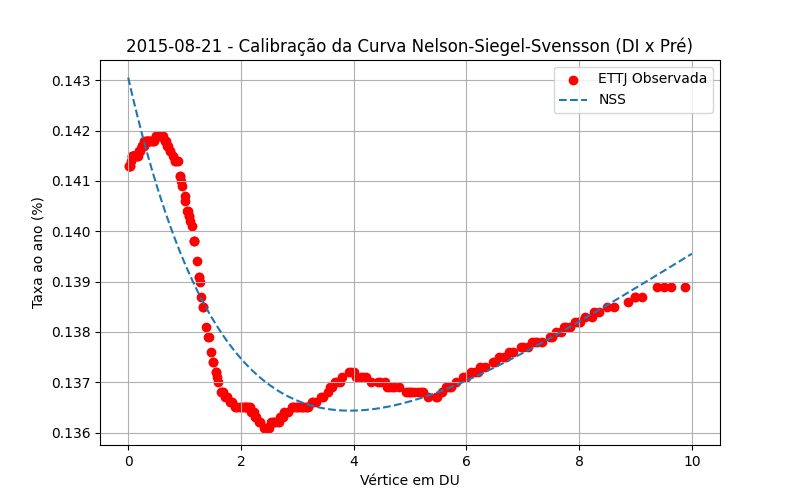 2015-08-21 - Calibração da Curva Nelson-Siegel-Svensson (DI x Pré)
ETTJ Observada
NSS
Taxa ao ano (%)
0.143
0.142
0.141
0.140
0.139
0.138
0.137
0.136
0 2 4 6 8 10
Vértice em DU